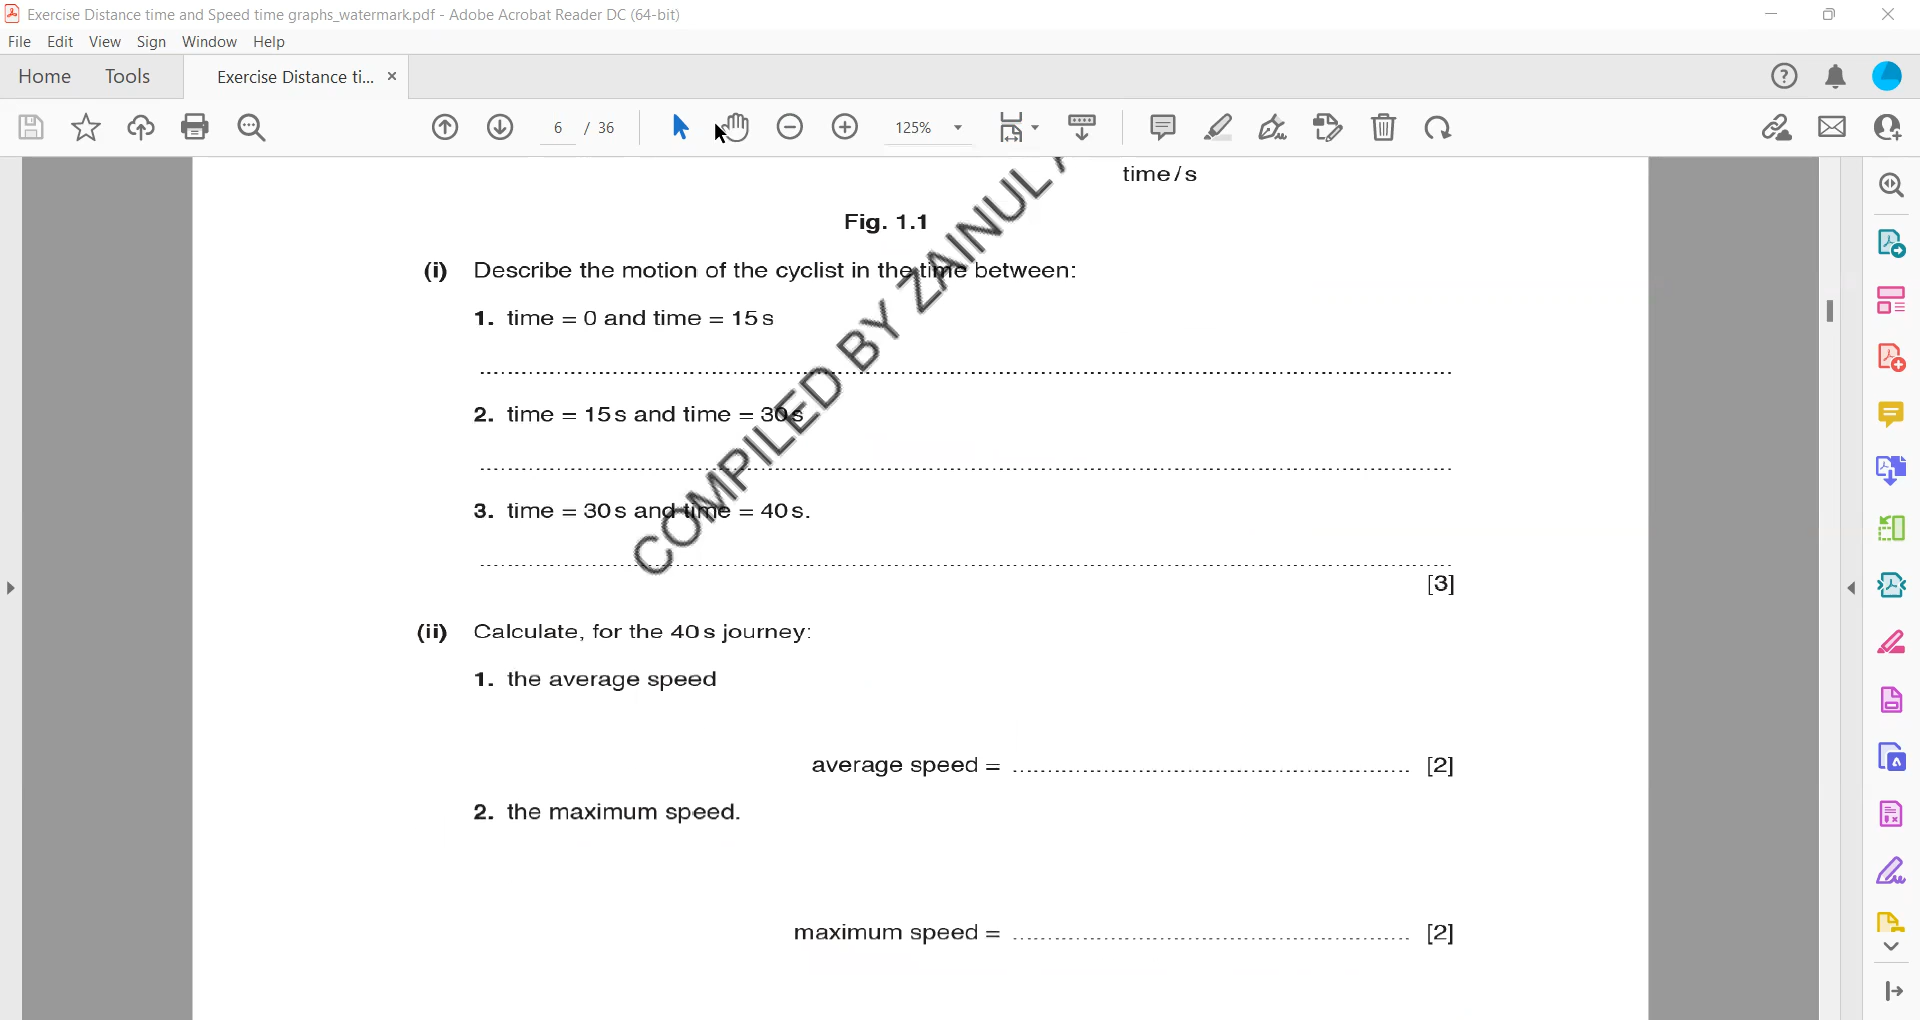 Exercise Distance time and Speed time graphs_watermark.pdf - Adobe Acrobat Reader DC (64-bit)
File Edit View Sign Window Help
Home Tools Exercise Distance ti... ×
6 / 36 125%
time / s
Fig. 1.1
(i) Describe the motion of the cyclist in the time between:
1. time = 0 and time = 15 s
2. time = 15 s and time = 30 s
3. time = 30 s and time = 40 s.
[3]
(ii) Calculate, for the 40 s journey:
1. the average speed
average speed = ........................................ [2]
2. the maximum speed.
maximum speed = ........................................ [2]
COMPILED BY ZAINUL